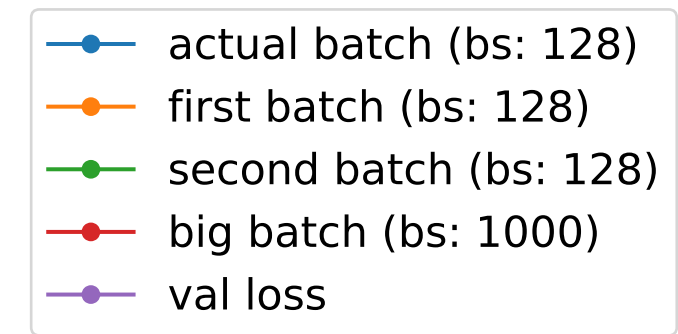 actual batch (bs: 128)
first batch (bs: 128)
second batch (bs: 128)
big batch (bs: 1000)
val loss